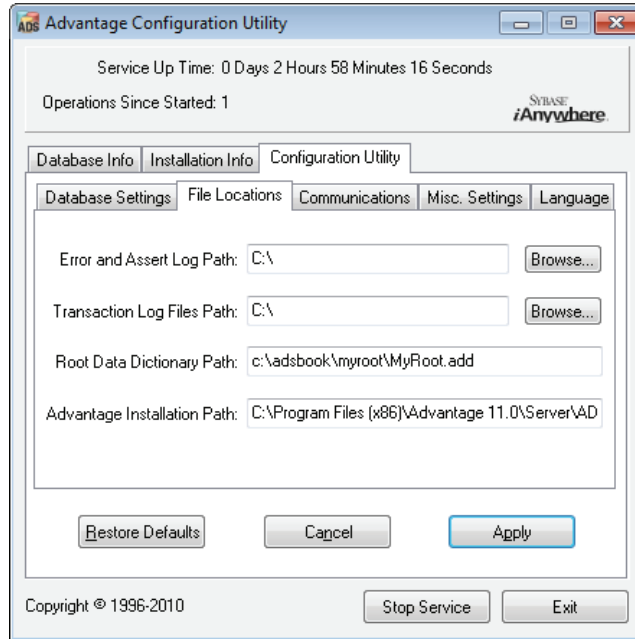 Advantage Configuration Utility
Service Up Time: 0 Days 2 Hours 58 Minutes 16 Seconds
Operations Since Started: 1
SYBASE
iAnywhere
Database Info Installation Info Configuration Utility
Database Settings File Locations Communications Misc. Settings Language
Error and Assert Log Path: C:\ Browse...
Transaction Log Files Path: C:\ Browse...
Root Data Dictionary Path: c:\adsbook\myroot\MyRoot.add
Advantage Installation Path: C:\Program Files (x86)\Advantage 11.0\Server\AD
Restore Defaults Cancel Apply
Copyright © 1996-2010 Stop Service Exit